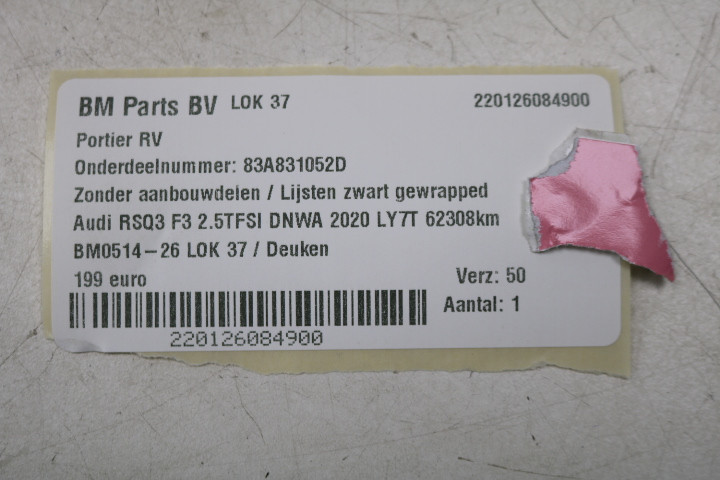 BM Parts BV LOK 37 220126084900
Portier RV
Onderdeelnummer: 83A831052D
Zonder aanbouwdelen / Lijsten zwart gewrapped
Audi RSQ3 F3 2.5TFSI DNWA 2020 LY7T 62308km
BM0514-26 LOK 37 / Deuken
199 euro Verz: 50
Aantal: 1
220126084900